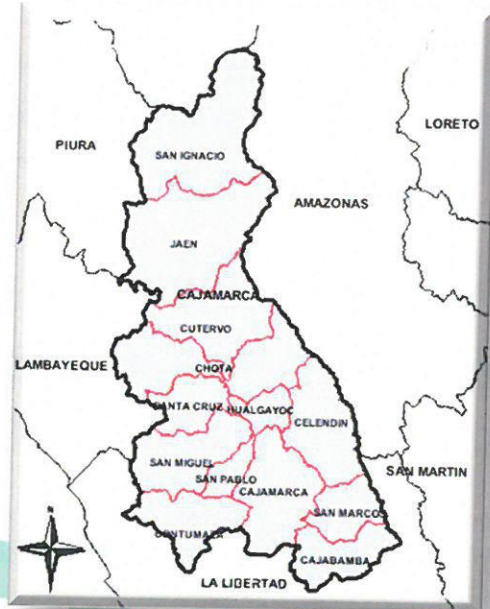 LORETO
PIURA
SAN IGNACIO
AMAZONAS
JAEN
CAJAMARCA
CUTERVO
CHOTA
LAMBAYEQUE
SANTA CRUZ
HUALGAYOC
CELENDIN
SAN MIGUEL
SAN MARTIN
SAN PABLO
CAJAMARCA
SAN MARCOS
CONTUMAZA
CAJABAMBA
LA LIBERTAD
N